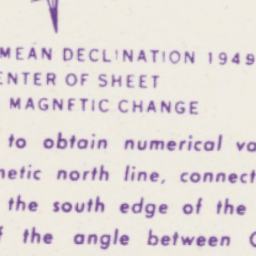 MEAN DECLINATION 1949
ENTER OF SHEET
MAGNETIC CHANGE
to obtain numerical va
netic north line, connect
the south edge of the
f the angle between